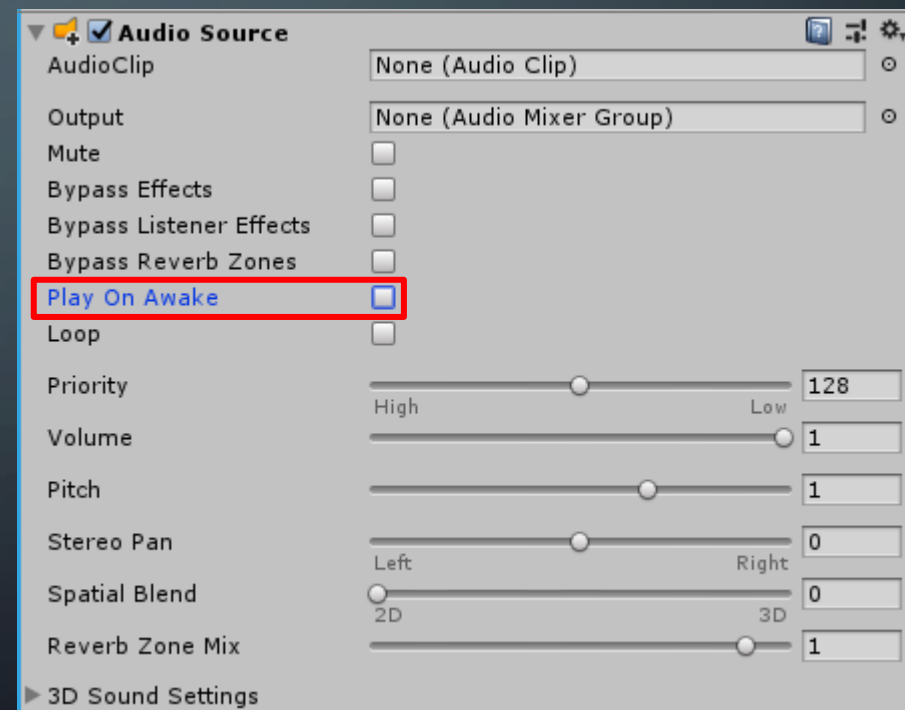 Audio Source
AudioClip None (Audio Clip)
Output None (Audio Mixer Group)
Mute
Bypass Effects
Bypass Listener Effects
Bypass Reverb Zones
Play On Awake
Loop
Priority 128
High Low
Volume 1
Pitch 1
Stereo Pan 0
Left Right
Spatial Blend 0
2D 3D
Reverb Zone Mix 1
3D Sound Settings